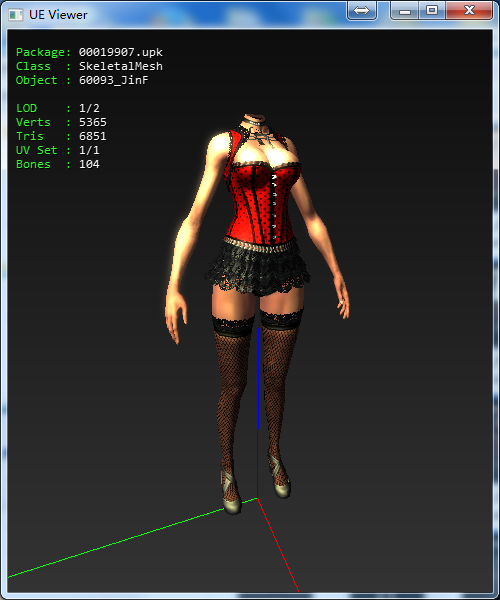 UE Viewer
Package: 00019907.upk
Class : SkeletalMesh
Object : 60093_JinF
LOD : 1/2
Verts : 5365
Tris : 6851
UV Set : 1/1
Bones : 104